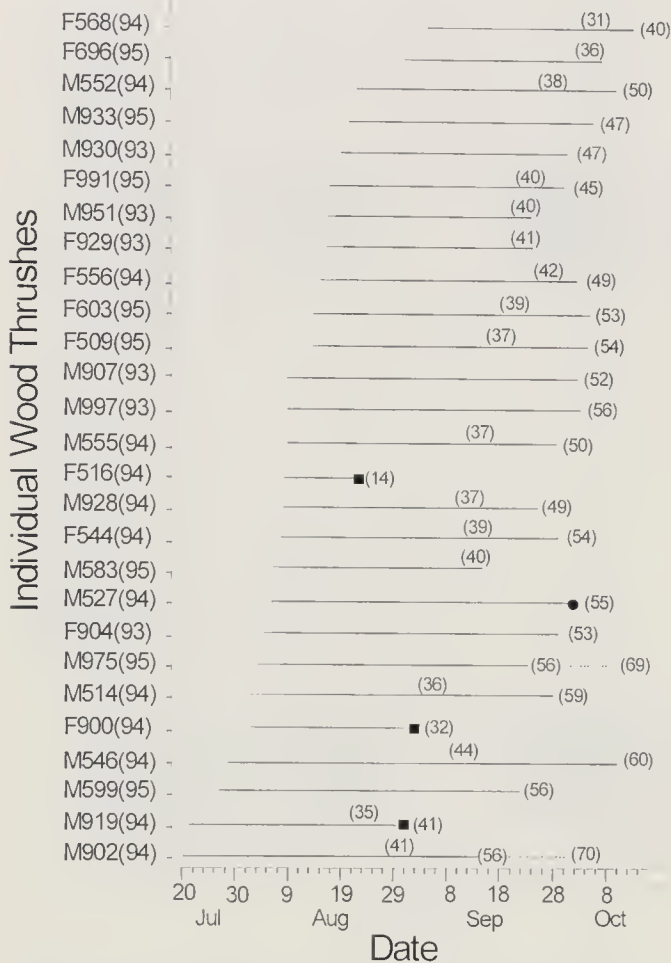 Individual Wood Thrushes
F568(94) (31) (40)
F696(95) (36)
M552(94) (38) (50)
M933(95) (47)
M930(93) (47)
F991(95) (40) (45)
M951(93) (40)
F929(93) (41)
F556(94) (42) (49)
F603(95) (39) (53)
F509(95) (37) (54)
M907(93) (52)
M997(93) (56)
M555(94) (37) (50)
F516(94) (14)
M928(94) (37) (49)
F544(94) (39) (54)
M583(95) (40)
M527(94) (55)
F904(93) (53)
M975(95) (56) (69)
M514(94) (36) (59)
F900(94) (32)
M546(94) (44) (60)
M599(95) (56)
M919(94) (35) (41)
M902(94) (41) (56) (70)
20 30 9 19 29 8 18 28 8
Jul Aug Sep Oct
Date